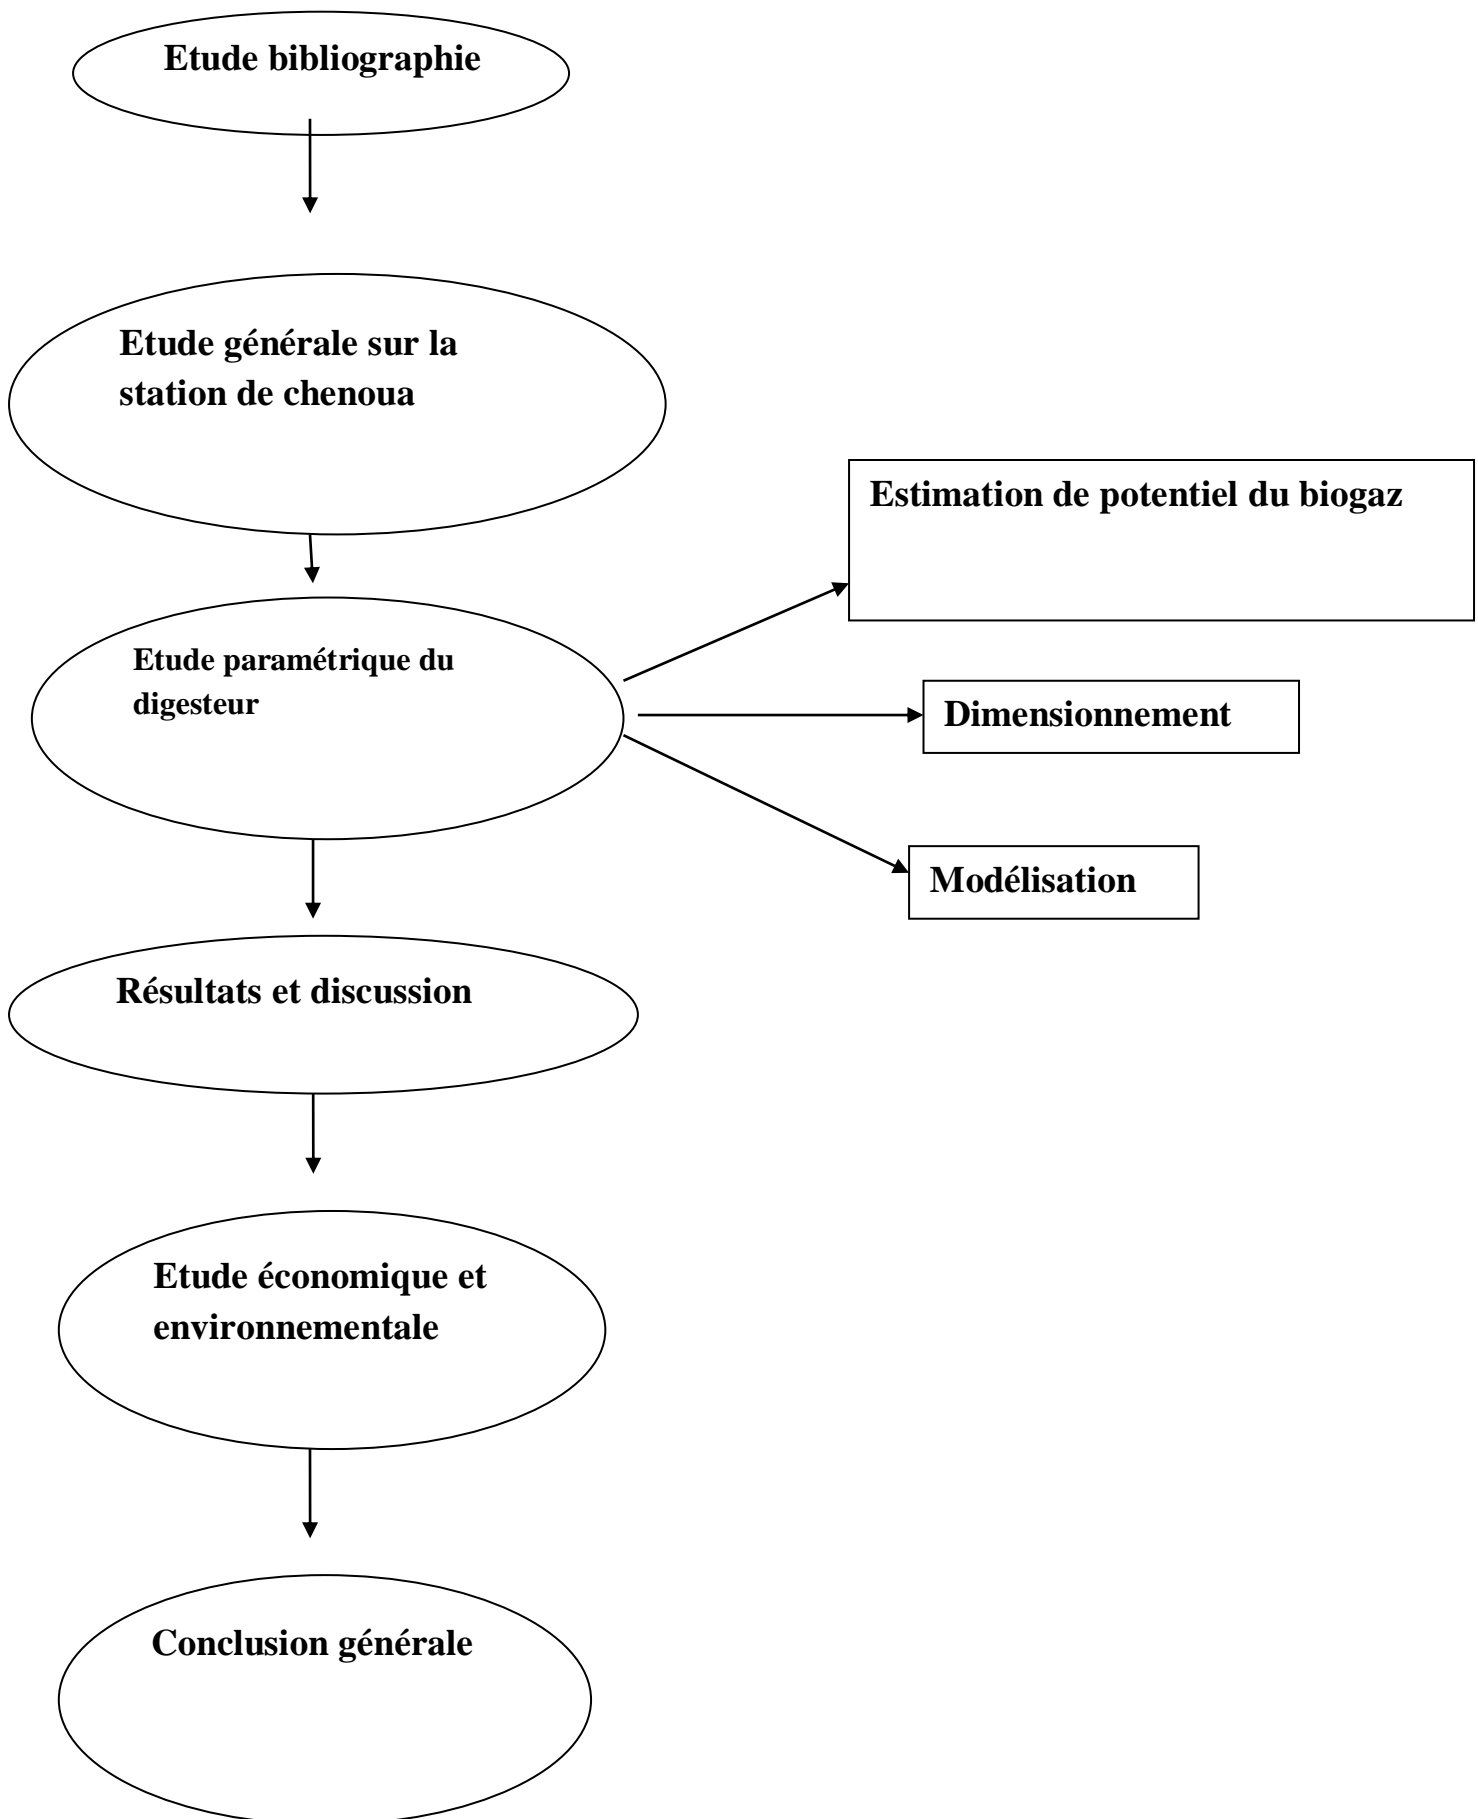 Etude bibliographie
Etude générale sur la
station de chenoua
Estimation de potentiel du biogaz
Etude paramétrique du
digesteur
Dimensionnement
Modélisation
Résultats et discussion
Etude économique et
environnementale
Conclusion générale